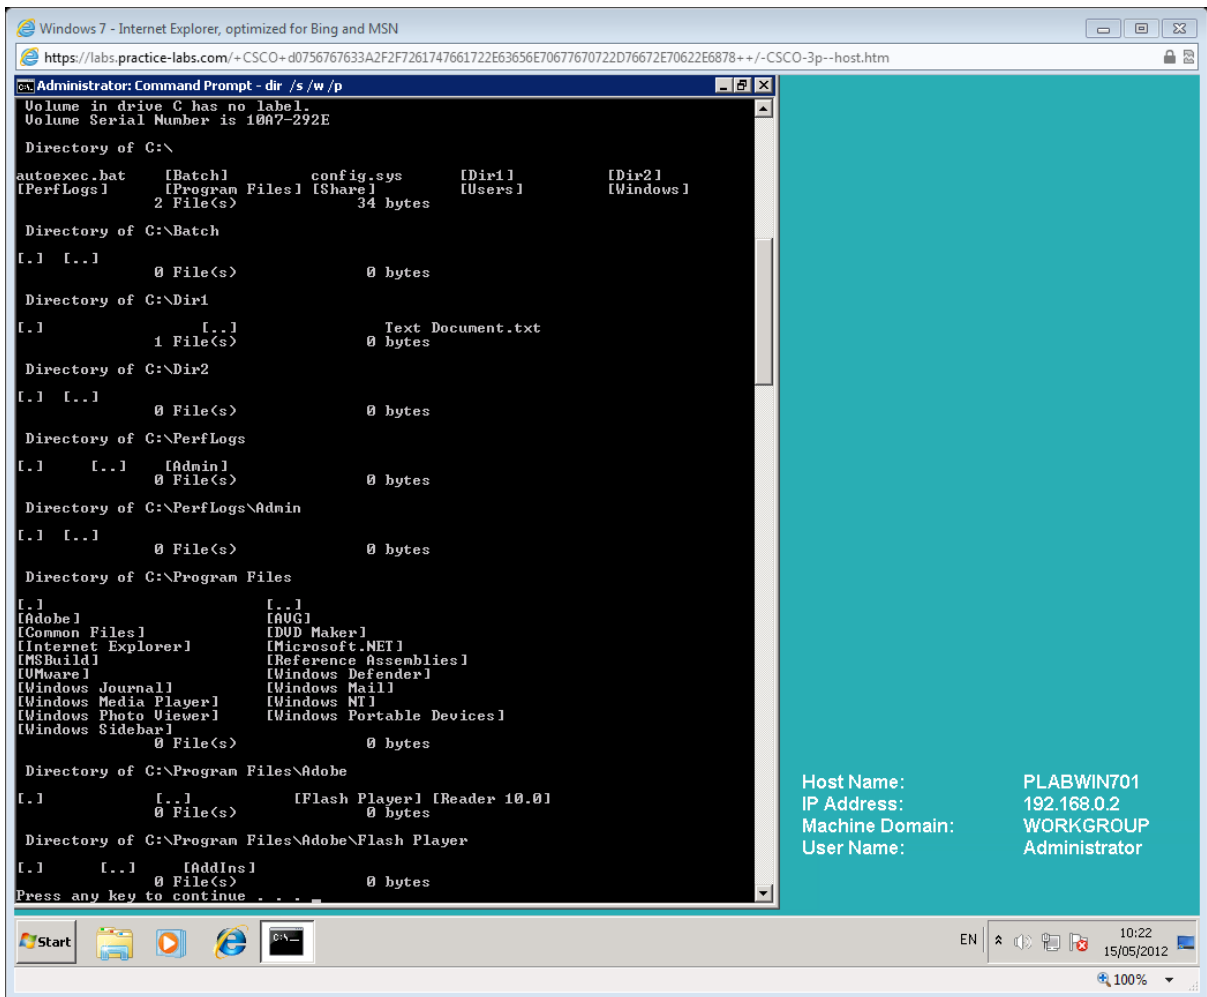 Windows 7 - Internet Explorer, optimized for Bing and MSN
https://labs.practice-labs.com/+CSCO+d0756767633A2F2F7261747661722E63656E70677670722D76672E70622E6878++/-CSCO-3p--host.htm
Administrator: Command Prompt - dir /s /w /p
Volume in drive C has no label.
Volume Serial Number is 10A7-292E
Directory of C:\
autoexec.bat [Batch] config.sys [Dir1] [Dir2]
[PerfLogs] [Program Files] [Share] [Users] [Windows]
2 File(s) 34 bytes
Directory of C:\Batch
[.] [..]
0 File(s) 0 bytes
Directory of C:\Dir1
[.] [..] Text Document.txt
1 File(s) 0 bytes
Directory of C:\Dir2
[.] [..]
0 File(s) 0 bytes
Directory of C:\PerfLogs
[.] [..] [Admin]
0 File(s) 0 bytes
Directory of C:\PerfLogs\Admin
[.] [..]
0 File(s) 0 bytes
Directory of C:\Program Files
[.] [..]
[Adobe] [AVG]
[Common Files] [DVD Maker]
[Internet Explorer] [Microsoft.NET]
[MSBuild] [Reference Assemblies]
[VMware] [Windows Defender]
[Windows Journal] [Windows Mail]
[Windows Media Player] [Windows NT]
[Windows Photo Viewer] [Windows Portable Devices]
[Windows Sidebar]
0 File(s) 0 bytes
Directory of C:\Program Files\Adobe
[.] [..] [Flash Player] [Reader 10.0]
0 File(s) 0 bytes
Directory of C:\Program Files\Adobe\Flash Player
[.] [..] [AddIns]
0 File(s) 0 bytes
Press any key to continue . . . _
Host Name: PLABWIN701
IP Address: 192.168.0.2
Machine Domain: WORKGROUP
User Name: Administrator
Start
C:\_
EN
10:22
15/05/2012
100%